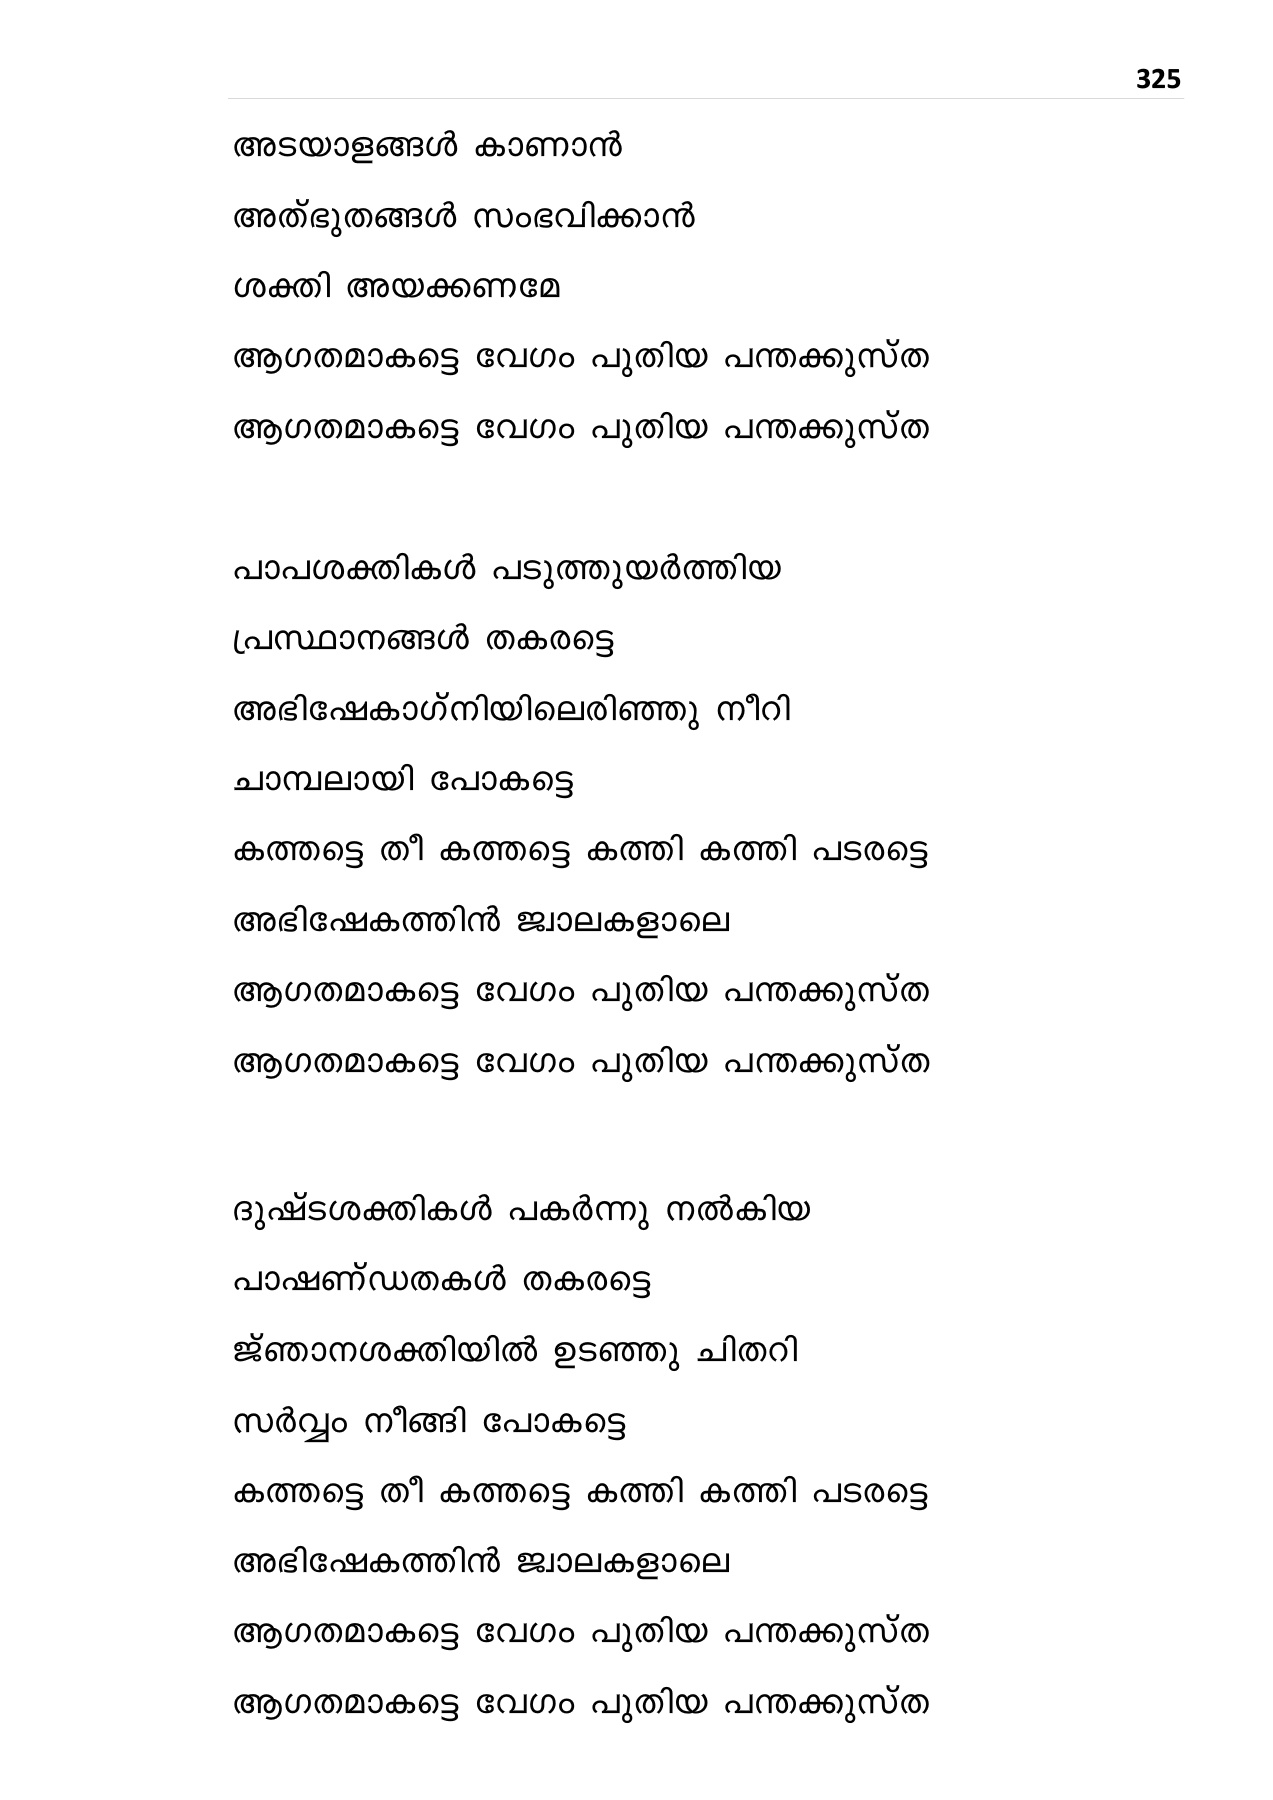 325
അടയാളങ്ങൾ കാണാൻ
അത്ഭുതങ്ങൾ സംഭവിക്കാൻ
ശക്തി അയക്കണമേ
ആഗതമാകട്ടെ വേഗം പുതിയ പന്തക്കുസ്ത
ആഗതമാകട്ടെ വേഗം പുതിയ പന്തക്കുസ്ത
പാപശക്തികൾ പടുത്തുയർത്തിയ
പ്രസ്ഥാനങ്ങൾ തകരട്ടെ
അഭിഷേകാഗ്നിയിലെരിഞ്ഞു നീറി
ചാമ്പലായി പോകട്ടെ
കത്തട്ടെ തീ കത്തട്ടെ കത്തി കത്തി പടരട്ടെ
അഭിഷേകത്തിൻ ജ്വാലകളാലെ
ആഗതമാകട്ടെ വേഗം പുതിയ പന്തക്കുസ്ത
ആഗതമാകട്ടെ വേഗം പുതിയ പന്തക്കുസ്ത
ദുഷ്ടശക്തികൾ പകർന്നു നൽകിയ
പാഷണ്ഡതകൾ തകരട്ടെ
ജ്ഞാനശക്തിയിൽ ഉടഞ്ഞു ചിതറി
സർവ്വം നീങ്ങി പോകട്ടെ
കത്തട്ടെ തീ കത്തട്ടെ കത്തി കത്തി പടരട്ടെ
അഭിഷേകത്തിൻ ജ്വാലകളാലെ
ആഗതമാകട്ടെ വേഗം പുതിയ പന്തക്കുസ്ത
ആഗതമാകട്ടെ വേഗം പുതിയ പന്തക്കുസ്ത